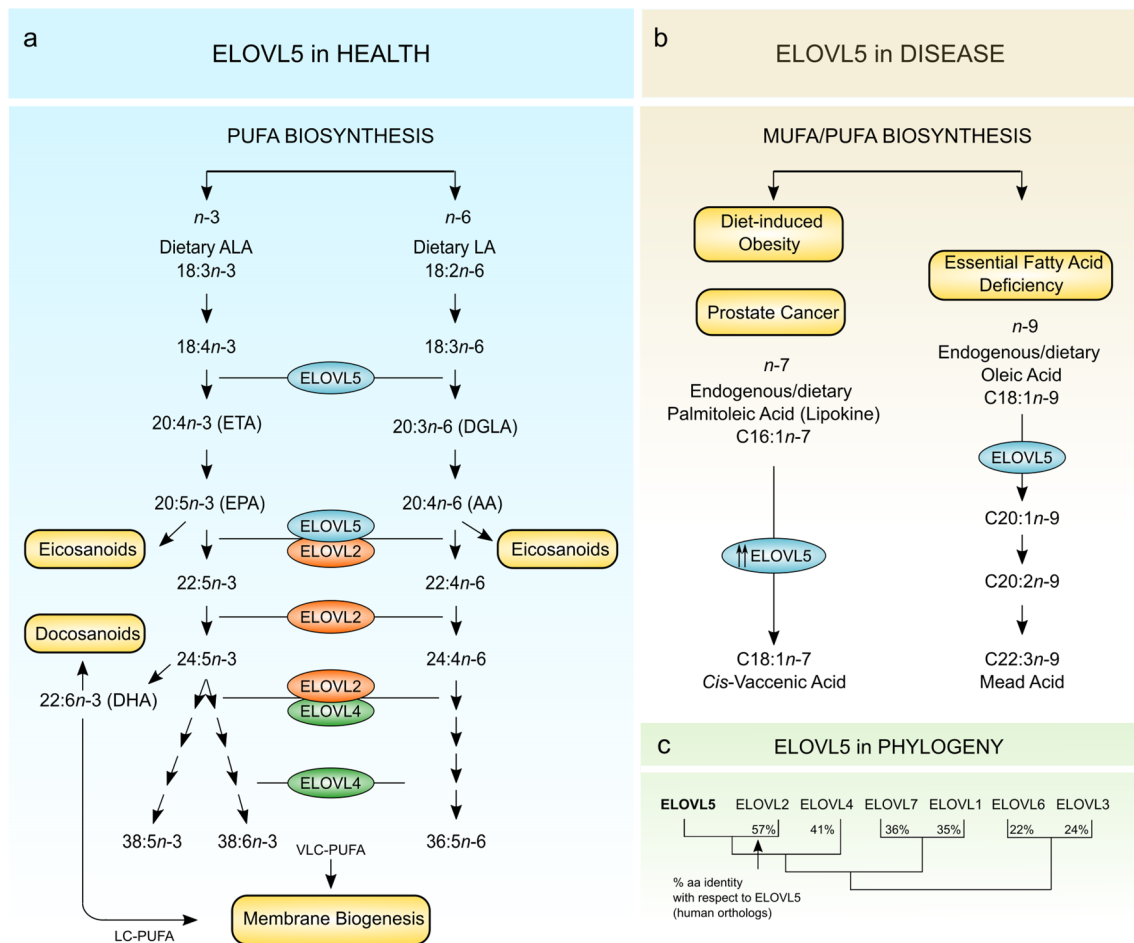 a
ELOVL5 in HEALTH
PUFA BIOSYNTHESIS
n-3
Dietary ALA
18:3n-3
n-6
Dietary LA
18:2n-6
18:4n-3
18:3n-6
ELOVL5
20:4n-3 (ETA)
20:3n-6 (DGLA)
20:5n-3 (EPA)
20:4n-6 (AA)
Eicosanoids
ELOVL5
ELOVL2
Eicosanoids
22:5n-3
22:4n-6
ELOVL2
Docosanoids
24:5n-3
24:4n-6
22:6n-3 (DHA)
ELOVL2
ELOVL4
ELOVL4
38:5n-3
38:6n-3
36:5n-6
VLC-PUFA
Membrane Biogenesis
LC-PUFA
b
ELOVL5 in DISEASE
MUFA/PUFA BIOSYNTHESIS
Diet-induced
Obesity
Prostate Cancer
n-7
Endogenous/dietary
Palmitoleic Acid (Lipokine)
C16:1n-7
ELOVL5
C18:1n-7
Cis-Vaccenic Acid
Essential Fatty Acid
Deficiency
n-9
Endogenous/dietary
Oleic Acid
C18:1n-9
ELOVL5
C20:1n-9
C20:2n-9
C22:3n-9
Mead Acid
c
ELOVL5 in PHYLOGENY
ELOVL5 ELOVL2 ELOVL4 ELOVL7 ELOVL1 ELOVL6 ELOVL3
57% 41% 36% 35% 22% 24%
% aa identity
with respect to ELOVL5
(human orthologs)